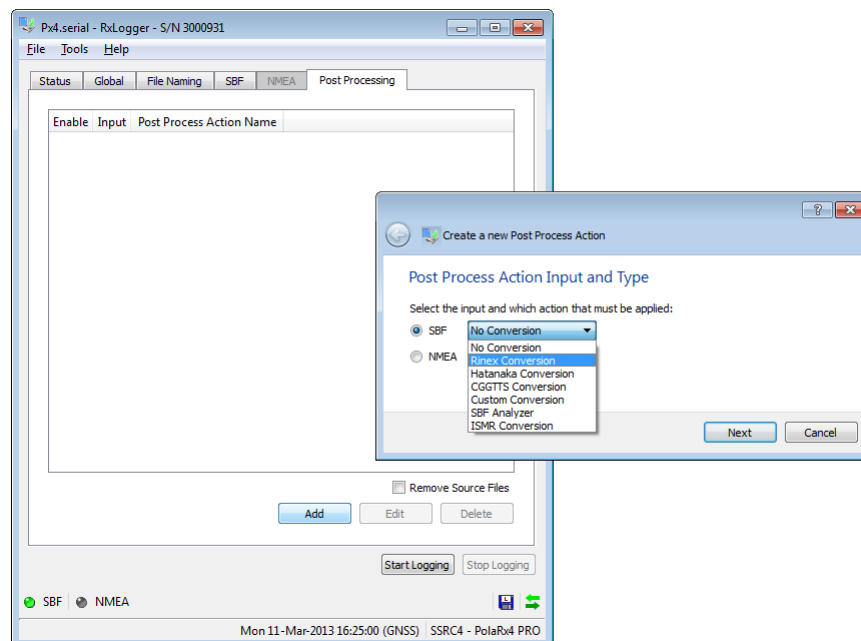 Px4.serial - RxLogger - S/N 3000931
File Tools Help
Status Global File Naming SBF NMEA Post Processing
Enable Input Post Process Action Name
Create a new Post Process Action
Post Process Action Input and Type
Select the input and which action that must be applied:
SBF No Conversion
No Conversion
NMEA Rinex Conversion
Hatanaka Conversion
CGGTTS Conversion
Custom Conversion
SBF Analyzer
ISMR Conversion
Next Cancel
Remove Source Files
Add Edit Delete
Start Logging Stop Logging
SBF NMEA
Mon 11-Mar-2013 16:25:00 (GNSS) SSRC4 - PolaRx4 PRO